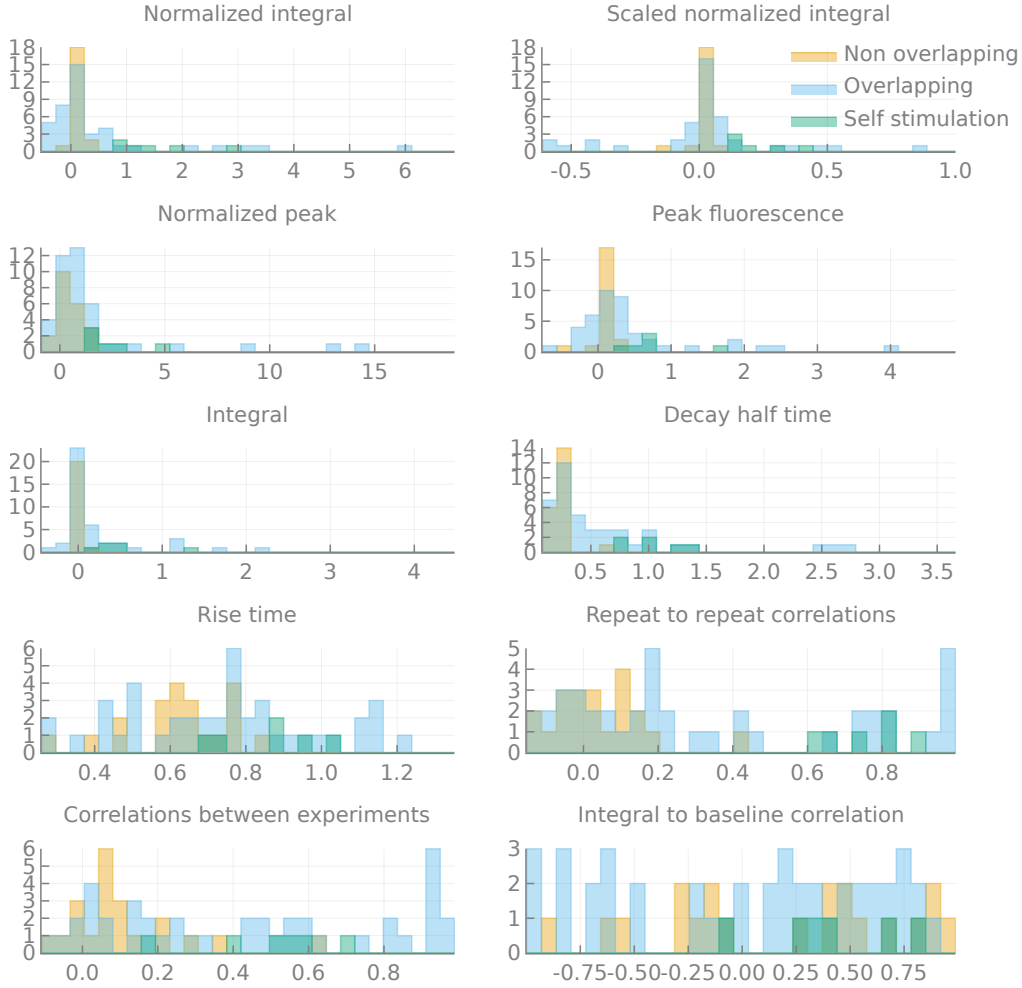 Normalized integral
18
15
12
9
6
3
0
0 1 2 3 4 5 6
Scaled normalized integral
18
15
12
9
6
3
0
-0.5 0.0 0.5 1.0
Non overlapping
Overlapping
Self stimulation
Normalized peak
12
10
8
6
4
2
0
0 5 10 15
Peak fluorescence
15
10
5
0
0 1 2 3 4
Integral
20
15
10
5
0
0 1 2 3 4
Decay half time
14
12
10
8
6
4
2
0
0.5 1.0 1.5 2.0 2.5 3.0 3.5
Rise time
6
5
4
3
2
1
0
0.4 0.6 0.8 1.0 1.2
Repeat to repeat correlations
5
4
3
2
1
0
0.0 0.2 0.4 0.6 0.8
Correlations between experiments
6
5
4
3
2
1
0
0.0 0.2 0.4 0.6 0.8
Integral to baseline correlation
3
2
1
0
-0.75 -0.50 -0.25 0.00 0.25 0.50 0.75